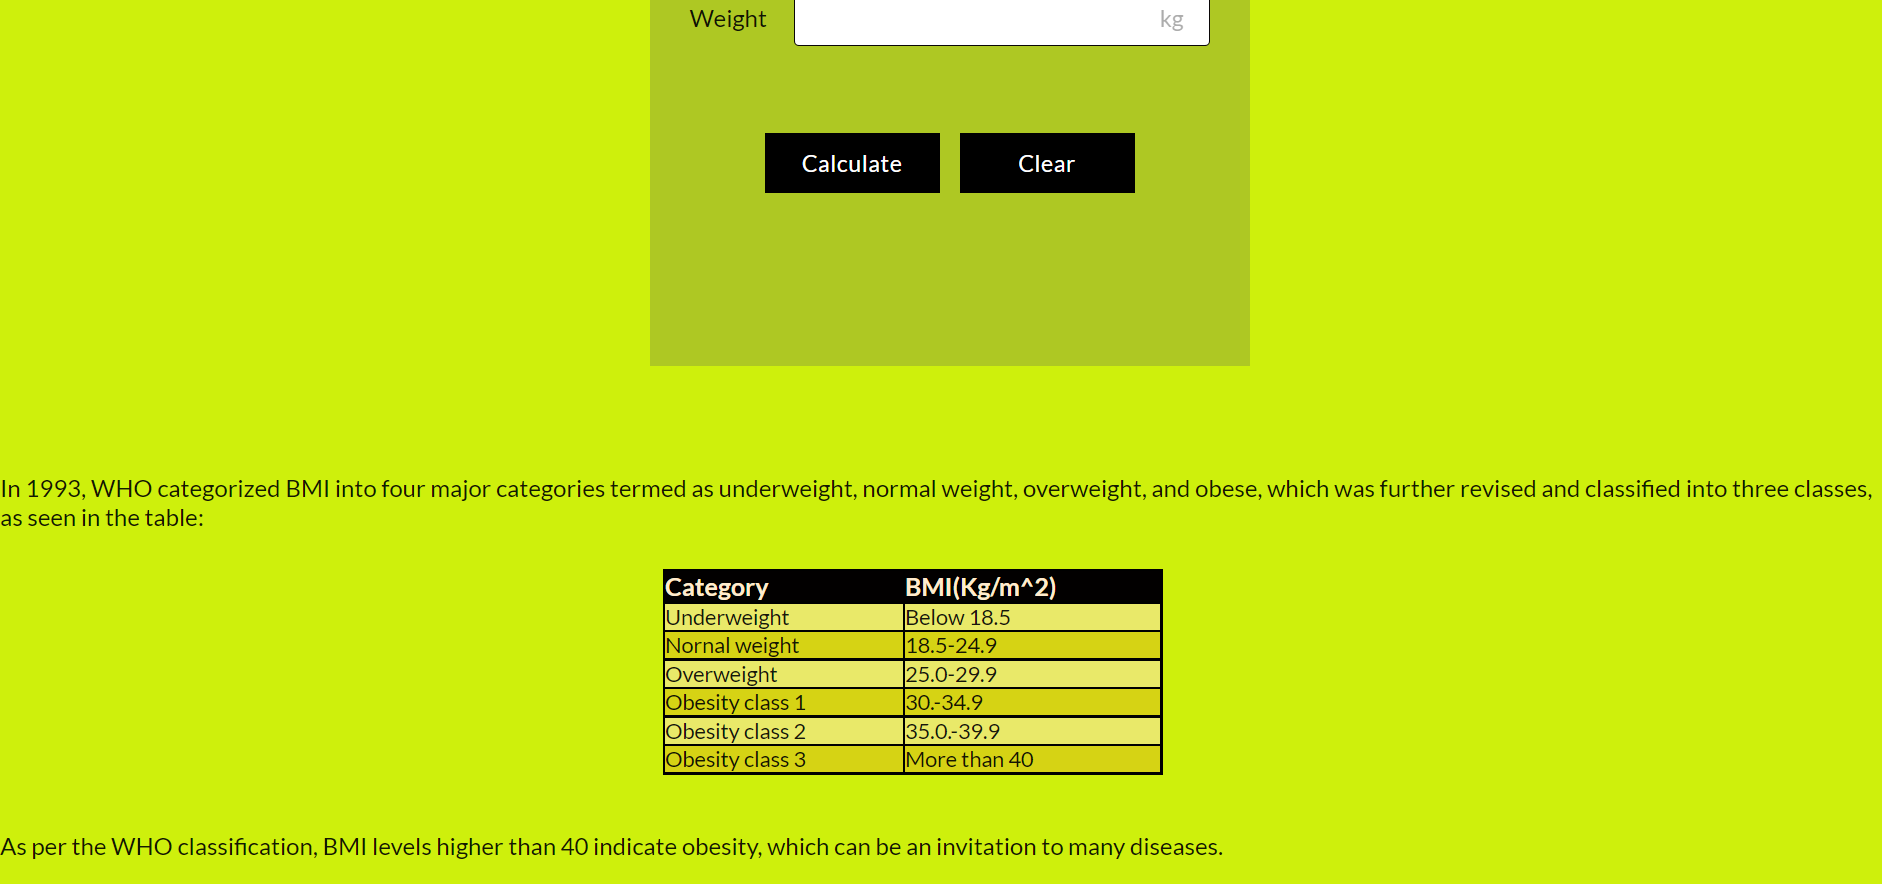 Weight kg
Calculate Clear
In 1993, WHO categorized BMI into four major categories termed as underweight, normal weight, overweight, and obese, which was further revised and classified into three classes,
as seen in the table:
Category BMI(Kg/m^2)
Underweight Below 18.5
Nornal weight 18.5-24.9
Overweight 25.0-29.9
Obesity class 1 30.-34.9
Obesity class 2 35.0.-39.9
Obesity class 3 More than 40
As per the WHO classification, BMI levels higher than 40 indicate obesity, which can be an invitation to many diseases.